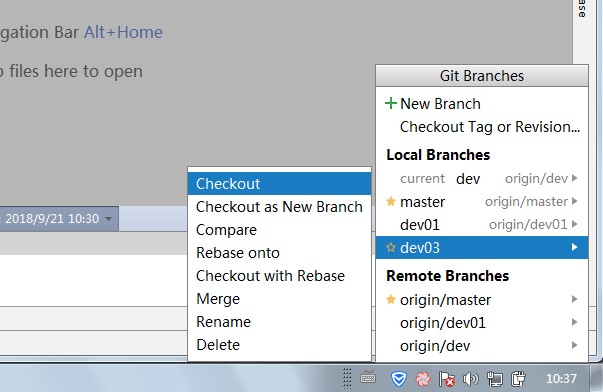 ase
gation Bar Alt+Home
files here to open
Git Branches
New Branch
Checkout Tag or Revision...
Local Branches
current dev origin/dev
master origin/master
dev01 origin/dev01
dev03
Remote Branches
origin/master
origin/dev01
origin/dev
Checkout
Checkout as New Branch
Compare
Rebase onto
Checkout with Rebase
Merge
Rename
Delete
2018/9/21 10:30
10:37